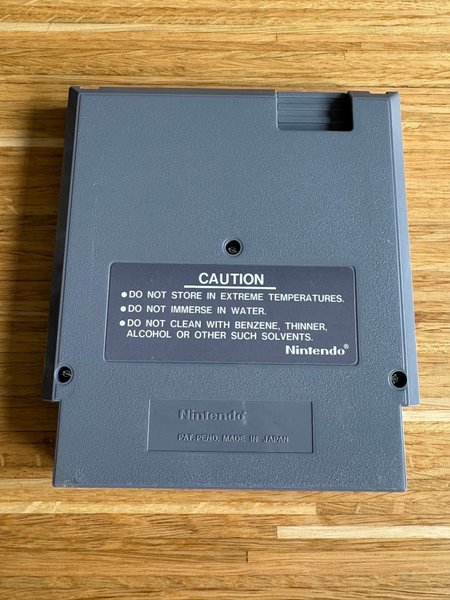 CAUTION
●DO NOT STORE IN EXTREME TEMPERATURES.
●DO NOT IMMERSE IN WATER.
●DO NOT CLEAN WITH BENZENE, THINNER,
ALCOHOL OR OTHER SUCH SOLVENTS.
Nintendo®
Nintendo®
PAT.PEND. MADE IN JAPAN